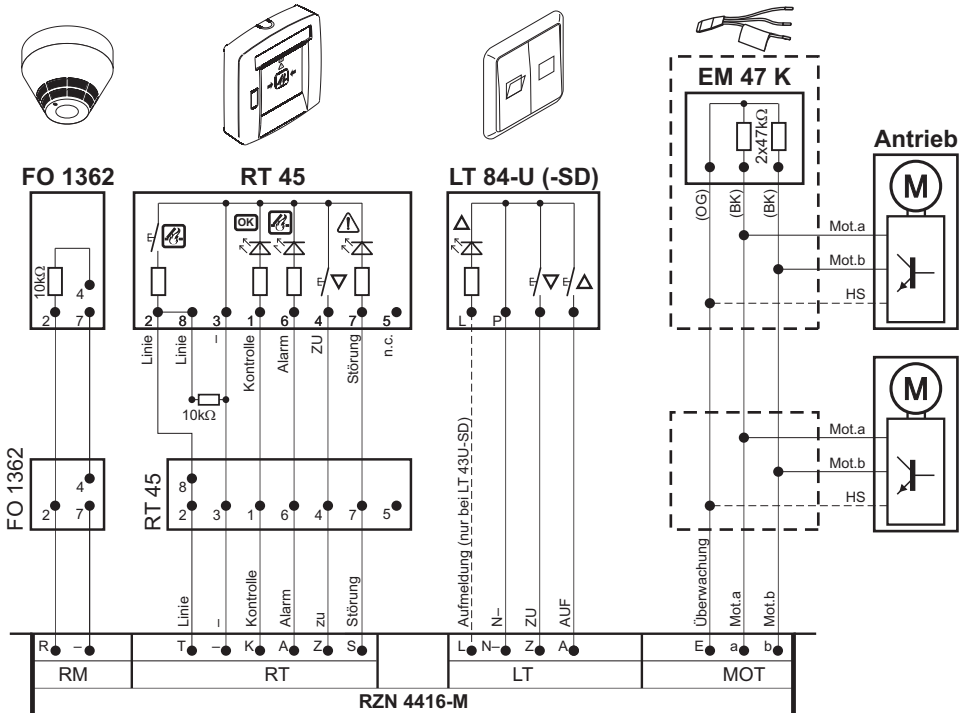 EM 47 K
2x47kΩ
Antrieb
FO 1362
RT 45
LT 84-U (-SD)
M
(OG)
(BK)
(BK)
Mot.a
Mot.b
HS
OK
10kΩ
4
2
7
2
8
3
1
6
4
7
5
L
P
Linie
Linie
–
Kontrolle
Alarm
ZU
Störung
n.c.
10kΩ
M
Mot.a
Mot.b
HS
FO 1362
4
2
7
RT 45
8
2
3
1
6
4
7
5
Linie
–
Kontrolle
Alarm
zu
Störung
Aufmeldung (nur bei LT 43U-SD)
N–
ZU
AUF
Überwachung
Mot.a
Mot.b
R
–
T
–
K
A
Z
S
L
N–
Z
A
E
a
b
RM
RT
LT
MOT
RZN 4416-M